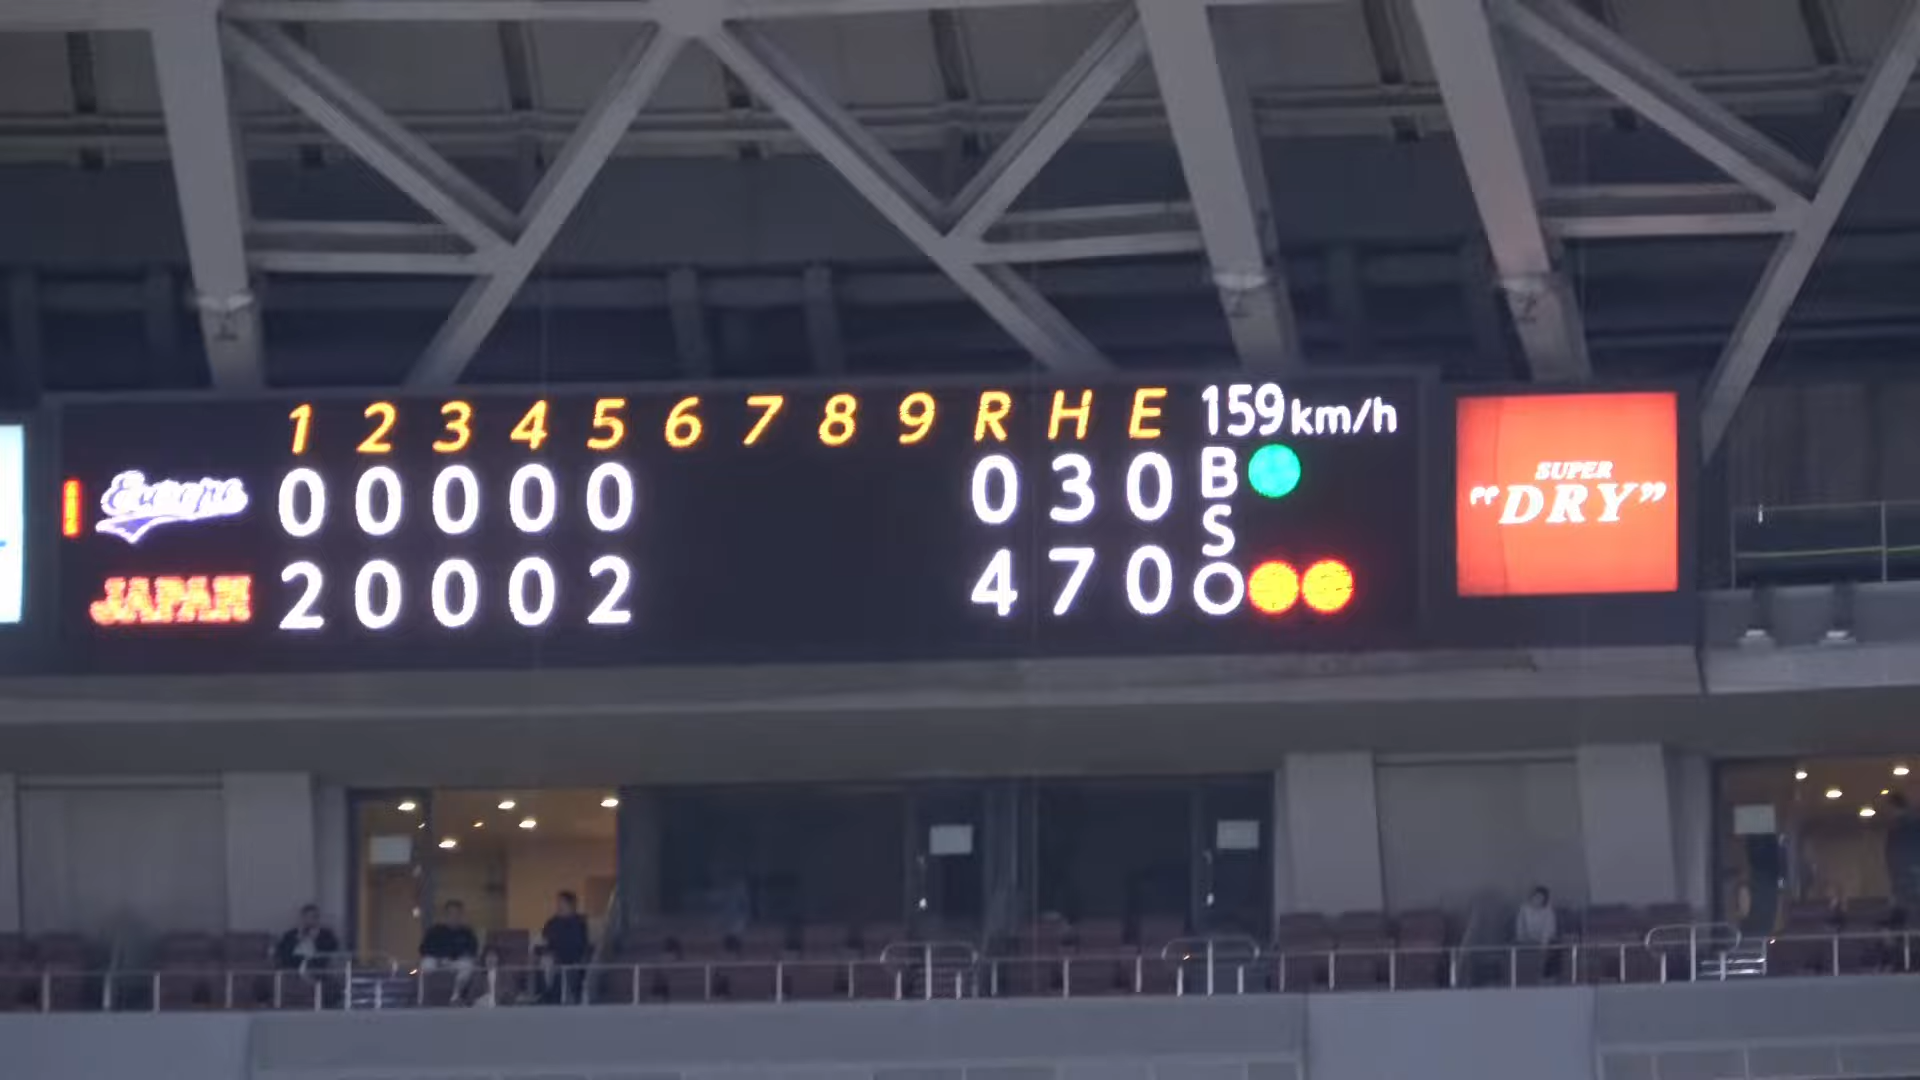 1 2 3 4 5 6 7 8 9 R H E 159km/h
Europe 0 0 0 0 0 0 3 0 B
S
JAPAN 2 0 0 0 2 4 7 0 O
SUPER
"DRY"